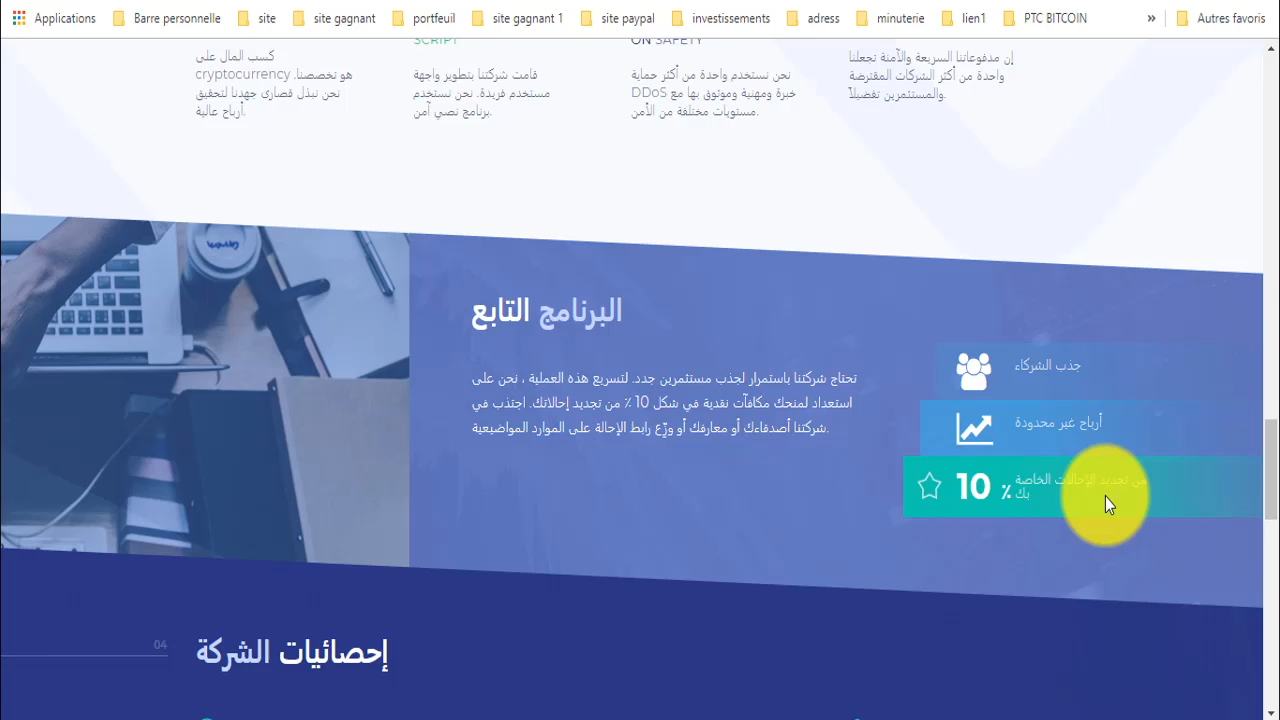 Applications Barre personnelle site site gagnant portfeuil site gagnant 1 site paypal investissements adress minuterie lien1 PTC BITCOIN » Autres favoris
SCRIPT
ON SAFETY
كسب المال على
cryptocurrency هو تخصصنا,
نحن نبذل قصارى جهدنا لتحقيق
أرباح عالية.
قامت شركتنا بتطوير واجهة
مستخدم فريدة. نحن نستخدم
برنامج نصي آمن.
نحن نستخدم واحدة من أكثر حماية
DDoS خبرة ومهنية وموثوق بها مع
مستويات مختلفة من الأمن.
إن مدفوعاتنا السريعة والآمنة تجعلنا
واحدة من أكثر الشركات المقترضة
والمستثمرين تفضيلاً.
البرنامج التابع
تحتاج شركتنا باستمرار لجذب مستثمرين جدد. لتسريع هذه العملية ، نحن على
استعداد لمنحك مكافآت نقدية في شكل 10 ٪ من تجديد إحالاتك. اجتذب في
شركتنا أصدقاءك أو معارفك أو وزّع رابط الإحالة على الموارد المواضيعية.
جذب الشركاء
أرباح غير محدودة
10 ٪
من تجديد الإحالات الخاصة
بك
04
إحصائيات الشركة